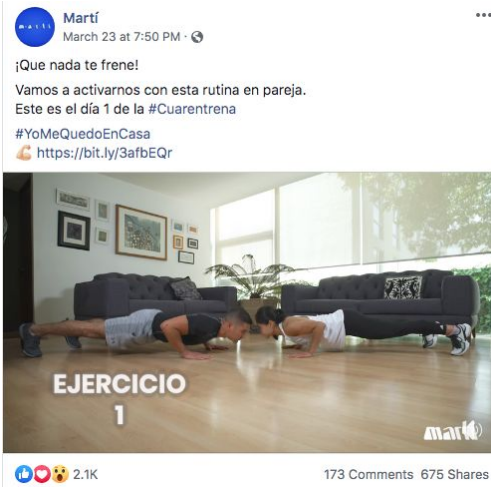 Martí
March 23 at 7:50 PM ·
¡Que nada te frene!
Vamos a activarnos con esta rutina en pareja.
Este es el día 1 de la #Cuarentrena
#YoMeQuedoEnCasa
https://bit.ly/3afbEQr
EJERCICIO
1
2.1K
173 Comments 675 Shares